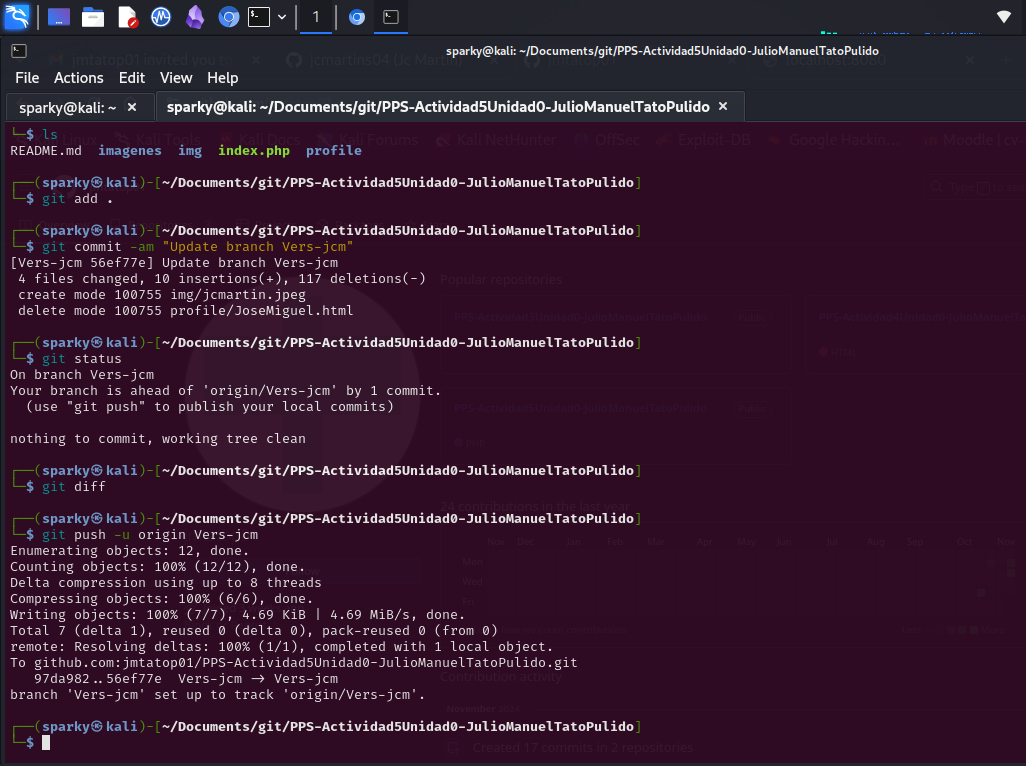 1
sparky@kali: ~/Documents/git/PPS-Actividad5Unidad0-JulioManuelTatoPulido
File Actions Edit View Help
sparky@kali: ~ × sparky@kali: ~/Documents/git/PPS-Actividad5Unidad0-JulioManuelTatoPulido ×
└─$ ls
README.md imagenes img index.php profile
┌──(sparky㉿kali)-[~/Documents/git/PPS-Actividad5Unidad0-JulioManuelTatoPulido]
└─$ git add .
┌──(sparky㉿kali)-[~/Documents/git/PPS-Actividad5Unidad0-JulioManuelTatoPulido]
└─$ git commit -am "Update branch Vers-jcm"
[Vers-jcm 56ef77e] Update branch Vers-jcm
4 files changed, 10 insertions(+), 117 deletions(-)
create mode 100755 img/jcmartin.jpeg
delete mode 100755 profile/JoseMiguel.html
┌──(sparky㉿kali)-[~/Documents/git/PPS-Actividad5Unidad0-JulioManuelTatoPulido]
└─$ git status
On branch Vers-jcm
Your branch is ahead of 'origin/Vers-jcm' by 1 commit.
(use "git push" to publish your local commits)
nothing to commit, working tree clean
┌──(sparky㉿kali)-[~/Documents/git/PPS-Actividad5Unidad0-JulioManuelTatoPulido]
└─$ git diff
┌──(sparky㉿kali)-[~/Documents/git/PPS-Actividad5Unidad0-JulioManuelTatoPulido]
└─$ git push -u origin Vers-jcm
Enumerating objects: 12, done.
Counting objects: 100% (12/12), done.
Delta compression using up to 8 threads
Compressing objects: 100% (6/6), done.
Writing objects: 100% (7/7), 4.69 KiB | 4.69 MiB/s, done.
Total 7 (delta 1), reused 0 (delta 0), pack-reused 0 (from 0)
remote: Resolving deltas: 100% (1/1), completed with 1 local object.
To github.com:jmtatop01/PPS-Actividad5Unidad0-JulioManuelTatoPulido.git
97da982..56ef77e Vers-jcm -> Vers-jcm
branch 'Vers-jcm' set up to track 'origin/Vers-jcm'.
┌──(sparky㉿kali)-[~/Documents/git/PPS-Actividad5Unidad0-JulioManuelTatoPulido]
└─$